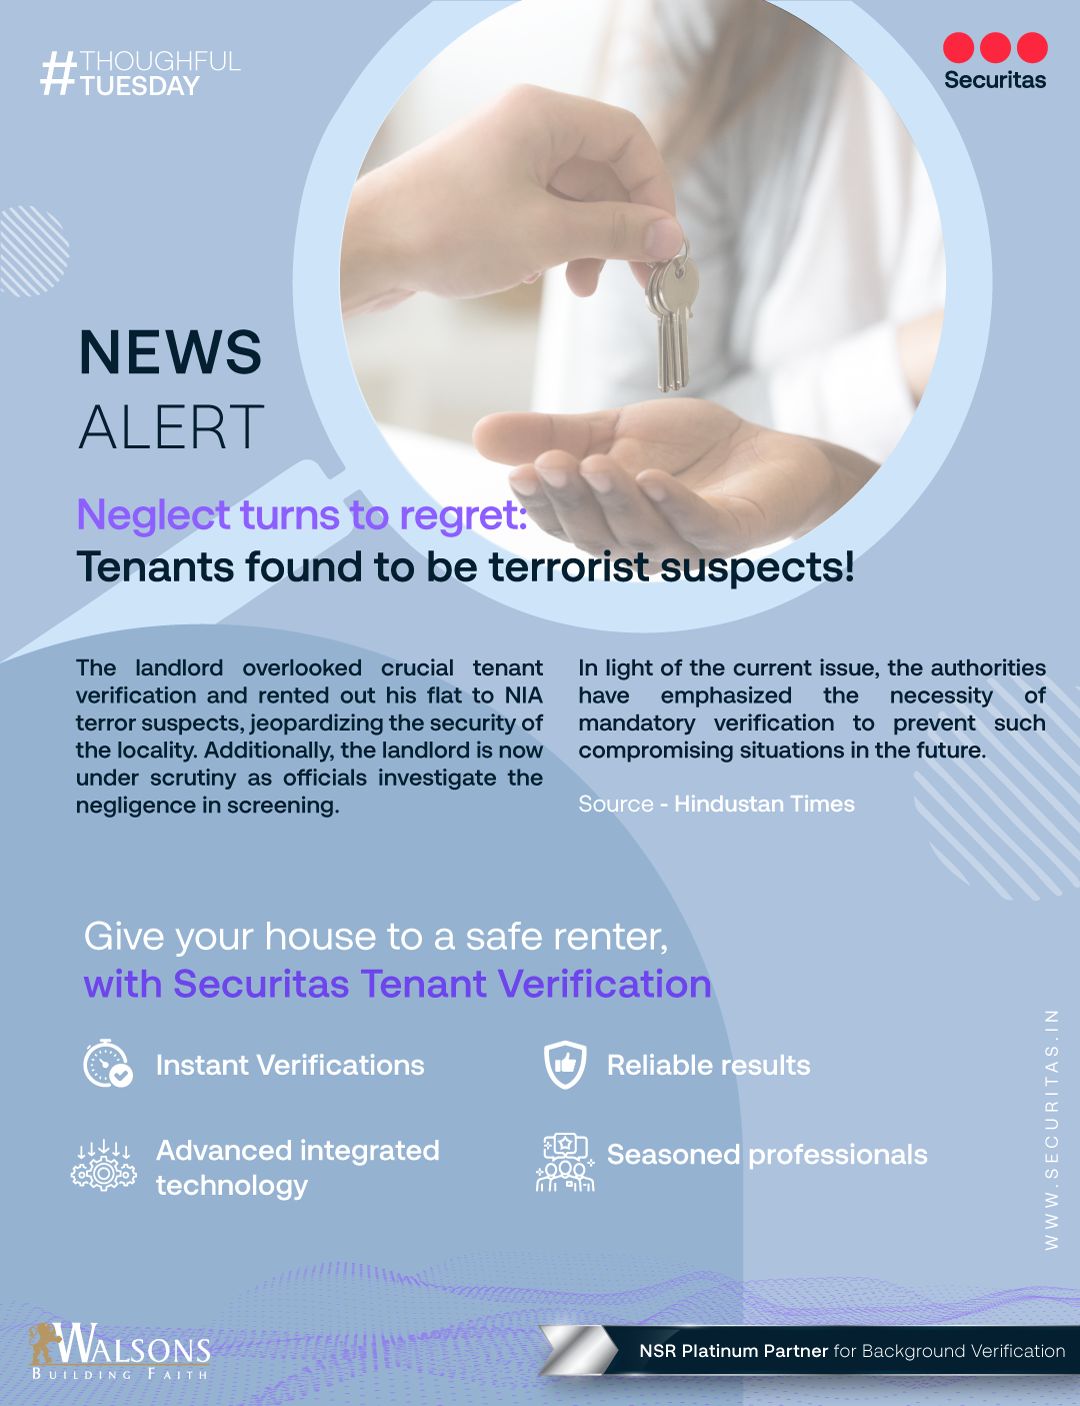 #THOUGHFUL
TUESDAY
Securitas
NEWS
ALERT
Neglect turns to regret:
Tenants found to be terrorist suspects!
The landlord overlooked crucial tenant
verification and rented out his flat to NIA
terror suspects, jeopardizing the security of
the locality. Additionally, the landlord is now
under scrutiny as officials investigate the
negligence in screening.
In light of the current issue, the authorities
have emphasized the necessity of
mandatory verification to prevent such
compromising situations in the future.
Source - Hindustan Times
Give your house to a safe renter,
with Securitas Tenant Verification
Instant Verifications
Reliable results
Advanced integrated
technology
Seasoned professionals
WWW.SECURITAS.IN
WALSONS
BUILDING FAITH
NSR Platinum Partner for Background Verification